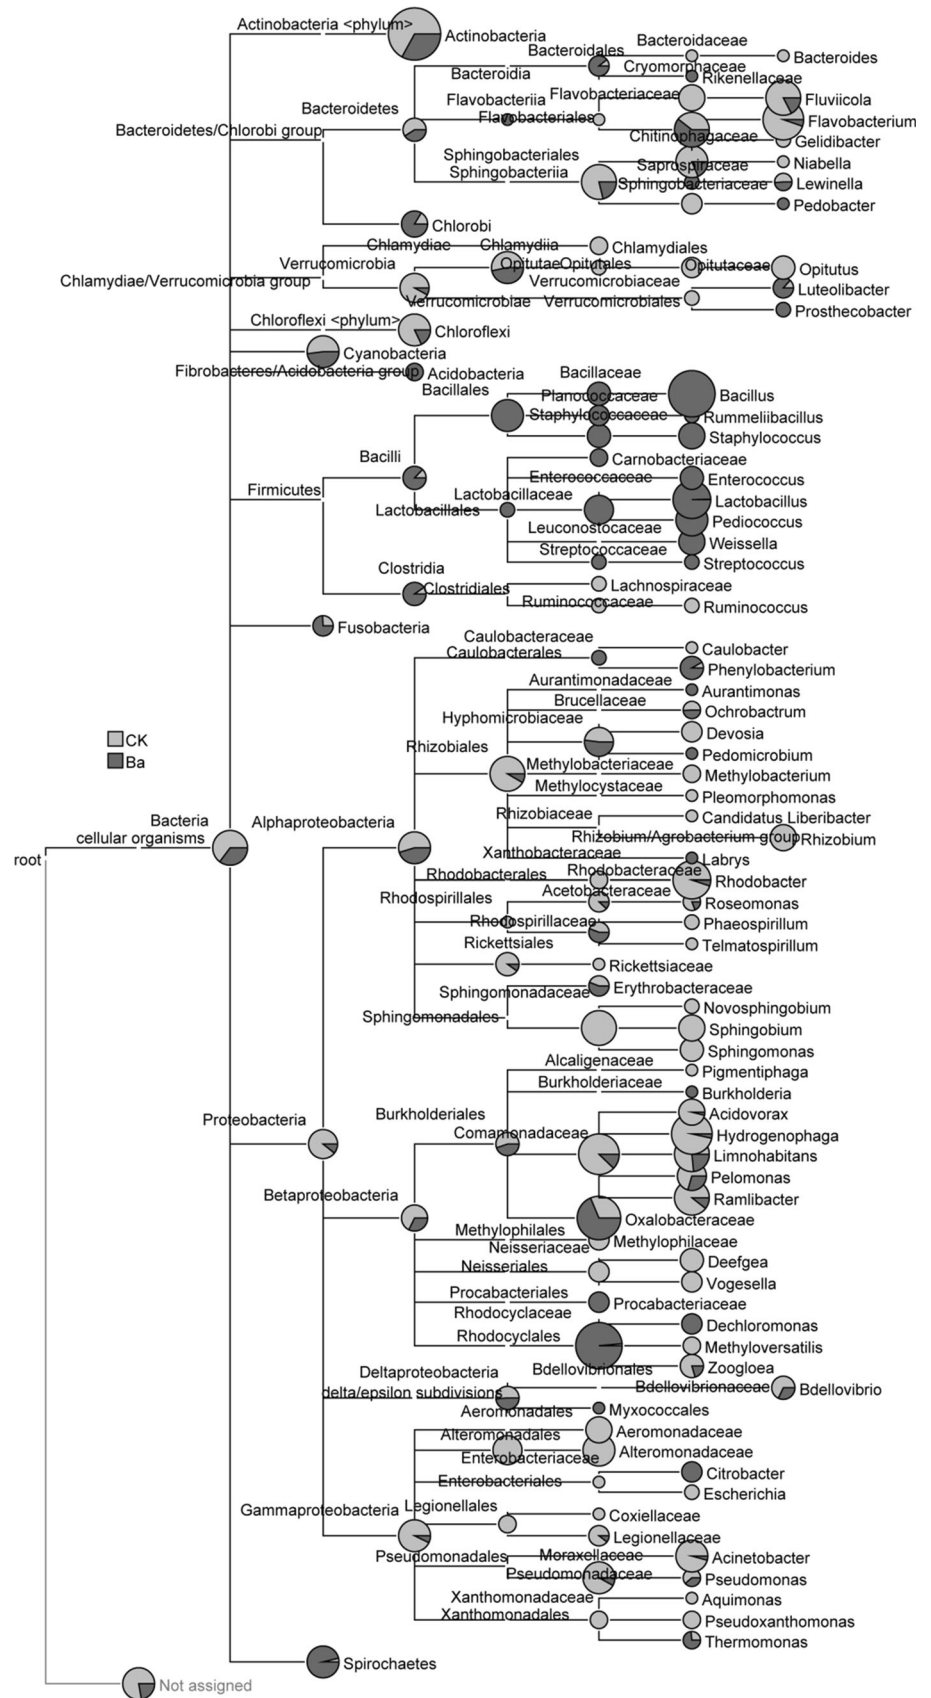 Actinobacteria <phylum>
Actinobacteria
Bacteroidales
Bacteroidaceae
Bacteroides
Bacteroidia
Cryomorphaceae
Rikenellaceae
Bacteroidetes
Flavobacteriia
Flavobacteriaceae
Fluviicola
Flavobacteriales
Flavobacterium
Bacteroidetes/Chlorobi group
Chitinophagaceae
Gelidibacter
Sphingobacteriales
Saprospiraceae
Niabella
Sphingobacteriia
Sphingobacteriaceae
Lewinella
Pedobacter
Chlorobi
Chlamydiae
Chlamydiia
Chlamydiales
Verrucomicrobia
Opitutae
Opitutales
Opitutaceae
Opitutus
Chlamydiae/Verrucomicrobia group
Verrucomicrobiaceae
Luteolibacter
Verrucomicrobiae
Verrucomicrobiales
Prosthecobacter
Chloroflexi <phylum>
Chloroflexi
Cyanobacteria
Fibrobacteres/Acidobacteria group
Acidobacteria
Bacillales
Bacillaceae
Planococcaceae
Bacillus
Staphylococcaceae
Rummeliibacillus
Staphylococcus
Bacilli
Carnobacteriaceae
Enterococcaceae
Enterococcus
Firmicutes
Lactobacillaceae
Lactobacillus
Lactobacillales
Leuconostocaceae
Pediococcus
Weissella
Streptococcaceae
Streptococcus
Clostridia
Clostridiales
Lachnospiraceae
Ruminococcaceae
Ruminococcus
Fusobacteria
Caulobacteraceae
Caulobacterales
Caulobacter
Phenylobacterium
Aurantimonadaceae
Aurantimonas
Brucellaceae
Ochrobactrum
Hyphomicrobiaceae
Devosia
CK
Rhizobiales
Pedomicrobium
Ba
Methylobacteriaceae
Methylobacterium
Methylocystaceae
Pleomorphomonas
Bacteria
Alphaproteobacteria
Rhizobiaceae
Candidatus Liberibacter
cellular organisms
Rhizobium/Agrobacterium group
Rhizobium
root
Xanthobacteraceae
Labrys
Rhodobacterales
Rhodobacteraceae
Rhodobacter
Rhodospirillales
Acetobacteraceae
Roseomonas
Rhodospirillaceae
Phaeospirillum
Rickettsiales
Telmatospirillum
Rickettsiaceae
Sphingomonadaceae
Erythrobacteraceae
Novosphingobium
Sphingomonadales
Sphingobium
Sphingomonas
Alcaligenaceae
Pigmentiphaga
Burkholderiaceae
Burkholderia
Proteobacteria
Burkholderiales
Acidovorax
Comamonadaceae
Hydrogenophaga
Limnohabitans
Pelomonas
Betaproteobacteria
Ramlibacter
Oxalobacteraceae
Methylophilales
Methylophilaceae
Neisseriaceae
Neisseriales
Deefgea
Vogesella
Procabacteriales
Procabacteriaceae
Rhodocyclaceae
Dechloromonas
Rhodocyclales
Methyloversatilis
Deltaproteobacteria
Bdellovibrionales
Zoogloea
delta/epsilon subdivisions
Bdellovibrionaceae
Bdellovibrio
Aeromonadales
Myxococcales
Alteromonadales
Aeromonadaceae
Enterobacteriaceae
Alteromonadaceae
Enterobacteriales
Citrobacter
Escherichia
Gammaproteobacteria
Legionellales
Coxiellaceae
Legionellaceae
Pseudomonadales
Moraxellaceae
Acinetobacter
Pseudomonadaceae
Pseudomonas
Xanthomonadaceae
Aquimonas
Xanthomonadales
Pseudoxanthomonas
Thermomonas
Spirochaetes
Not assigned